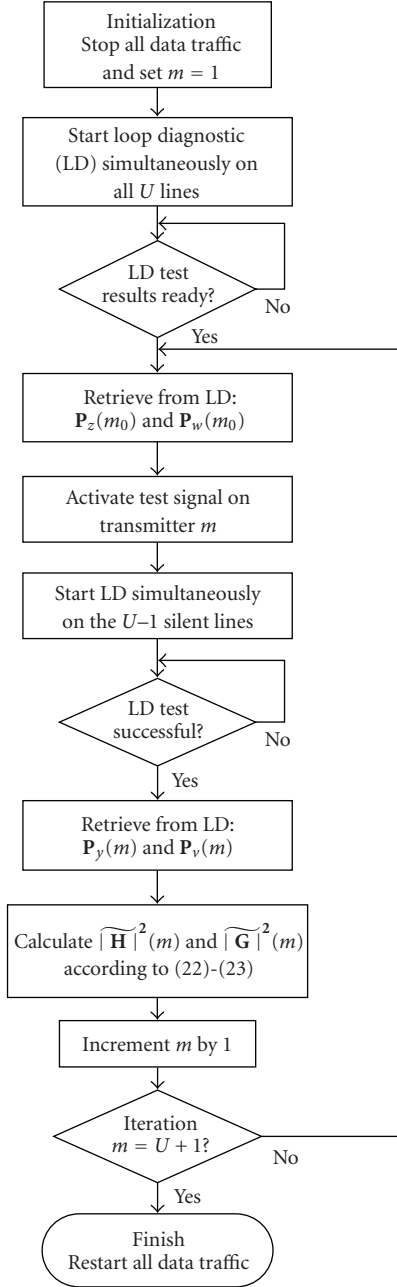 Initialization
Stop all data traffic
and set m = 1
Start loop diagnostic
(LD) simultaneously on
all U lines
LD test
results ready?
No
Yes
Retrieve from LD:
P_z(m_0) and P_w(m_0)
Activate test signal on
transmitter m
Start LD simultaneously
on the U–1 silent lines
LD test
successful?
No
Yes
Retrieve from LD:
P_y(m) and P_v(m)
Calculate |H̃|²(m) and |G̃|²(m)
according to (22)-(23)
Increment m by 1
Iteration
m = U + 1?
No
Yes
Finish
Restart all data traffic